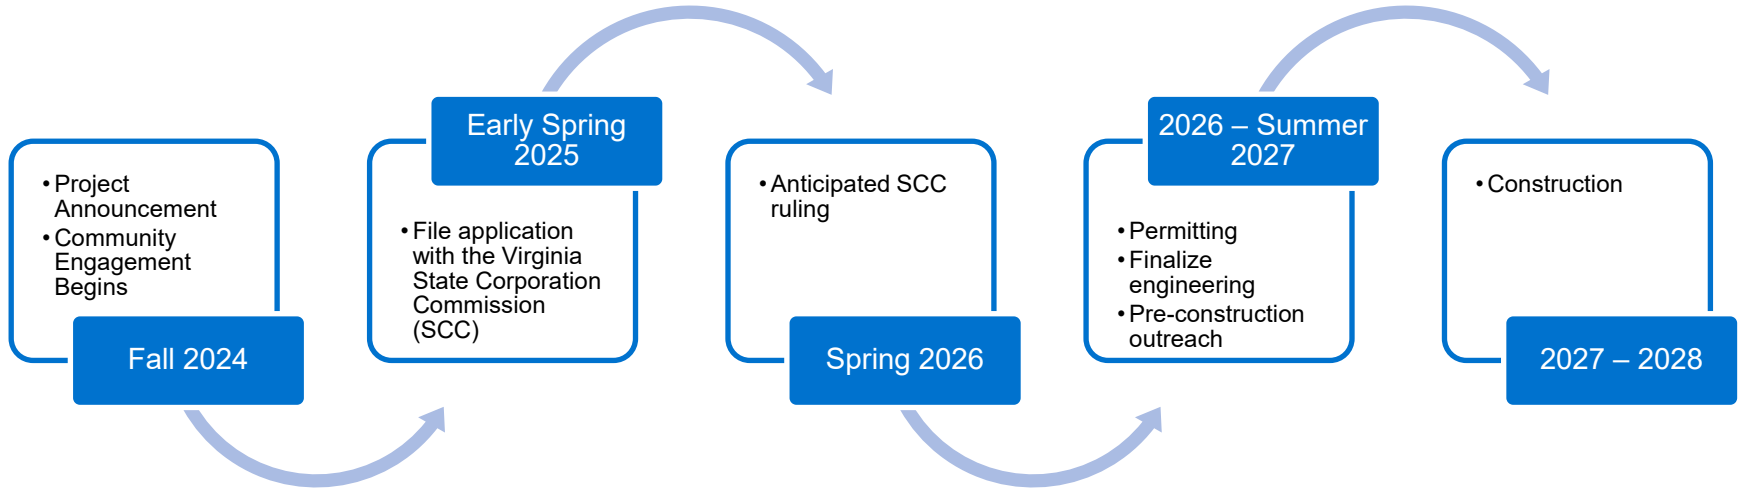 • Project
Announcement
• Community
Engagement
Begins
Fall 2024
Early Spring
2025
• File application
with the Virginia
State Corporation
Commission
(SCC)
• Anticipated SCC
ruling
Spring 2026
2026 – Summer
2027
• Permitting
• Finalize
engineering
• Pre-construction
outreach
• Construction
2027 – 2028